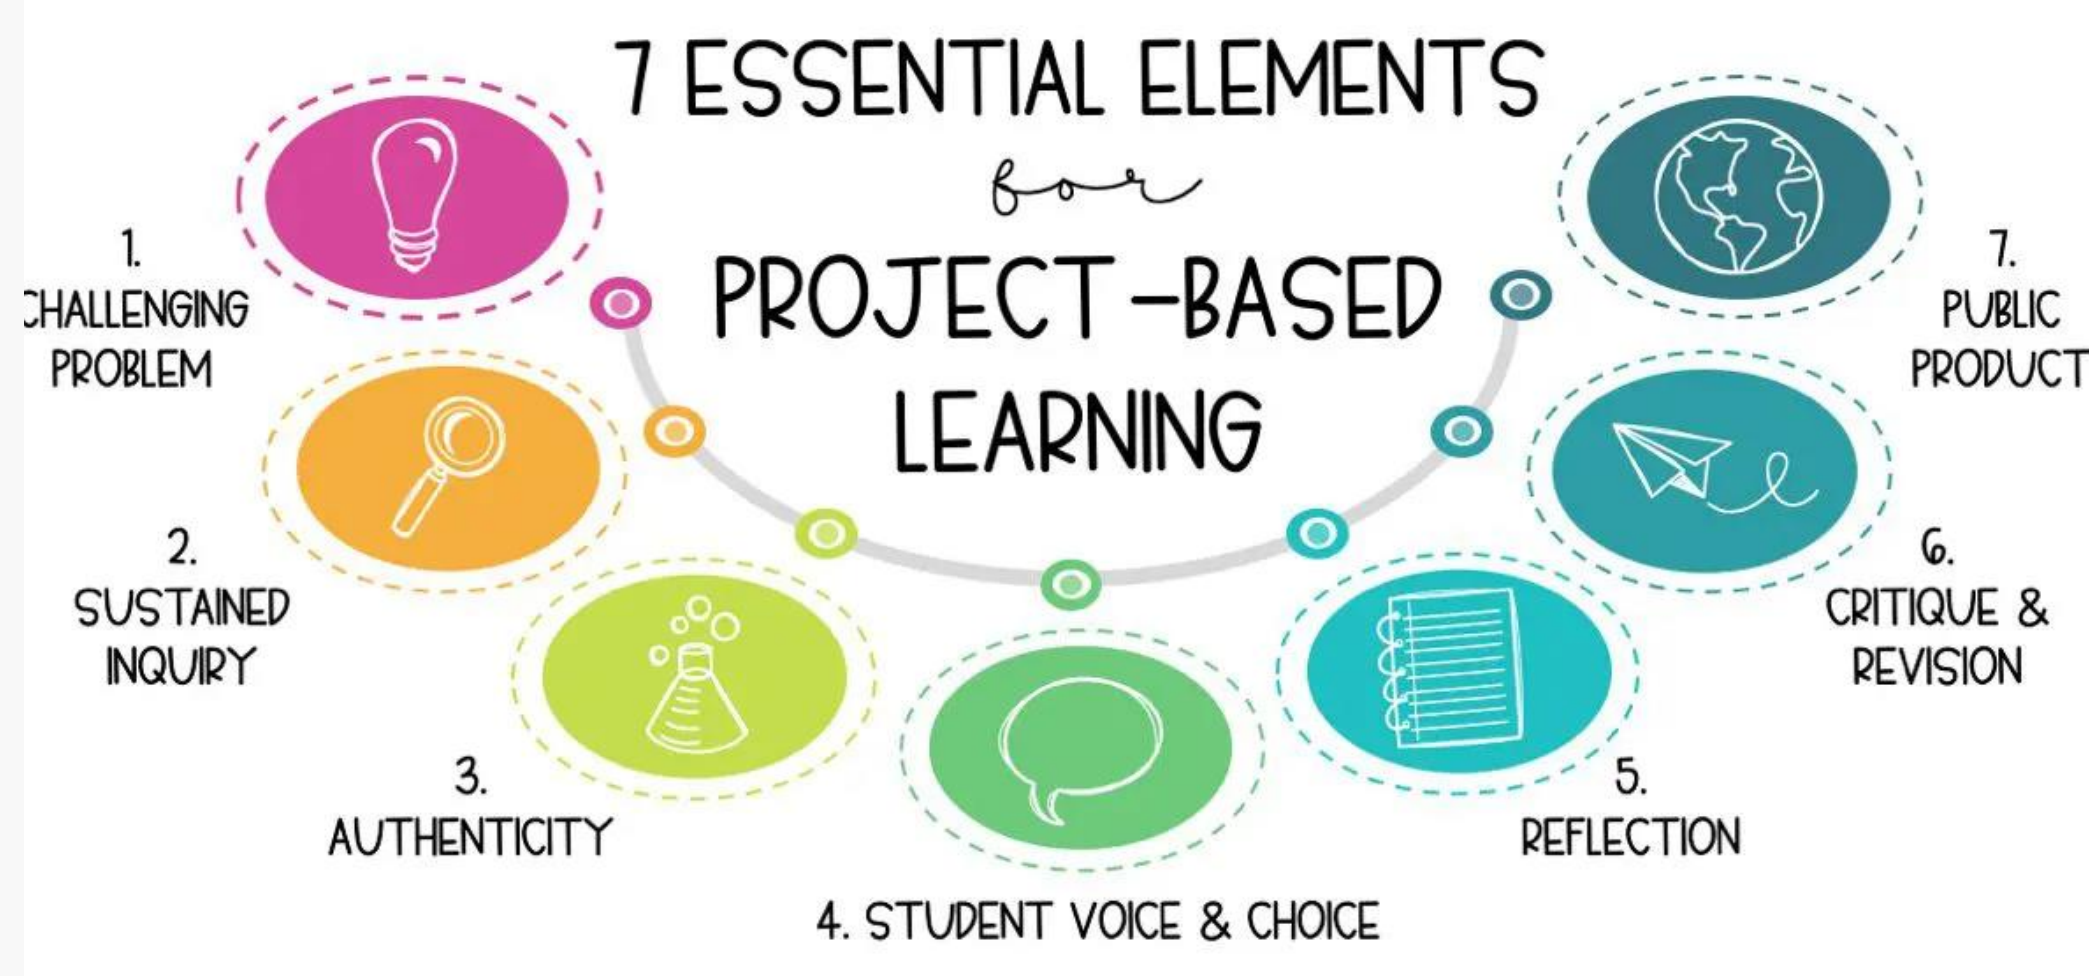 7 ESSENTIAL ELEMENTS
for
PROJECT-BASED
LEARNING
1.
CHALLENGING
PROBLEM
2.
SUSTAINED
INQUIRY
3.
AUTHENTICITY
4. STUDENT VOICE & CHOICE
5.
REFLECTION
6.
CRITIQUE &
REVISION
7.
PUBLIC
PRODUCT